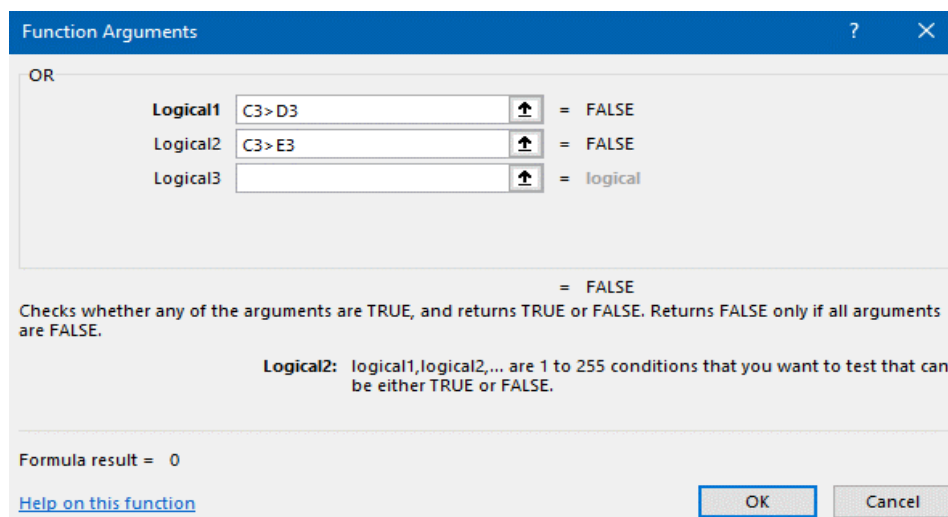 Function Arguments ? ×
OR
Logical1 C3>D3 = FALSE
Logical2 C3>E3 = FALSE
Logical3 = logical
= FALSE
Checks whether any of the arguments are TRUE, and returns TRUE or FALSE. Returns FALSE only if all arguments
are FALSE.
Logical2: logical1,logical2,... are 1 to 255 conditions that you want to test that can
be either TRUE or FALSE.
Formula result = 0
Help on this function OK Cancel